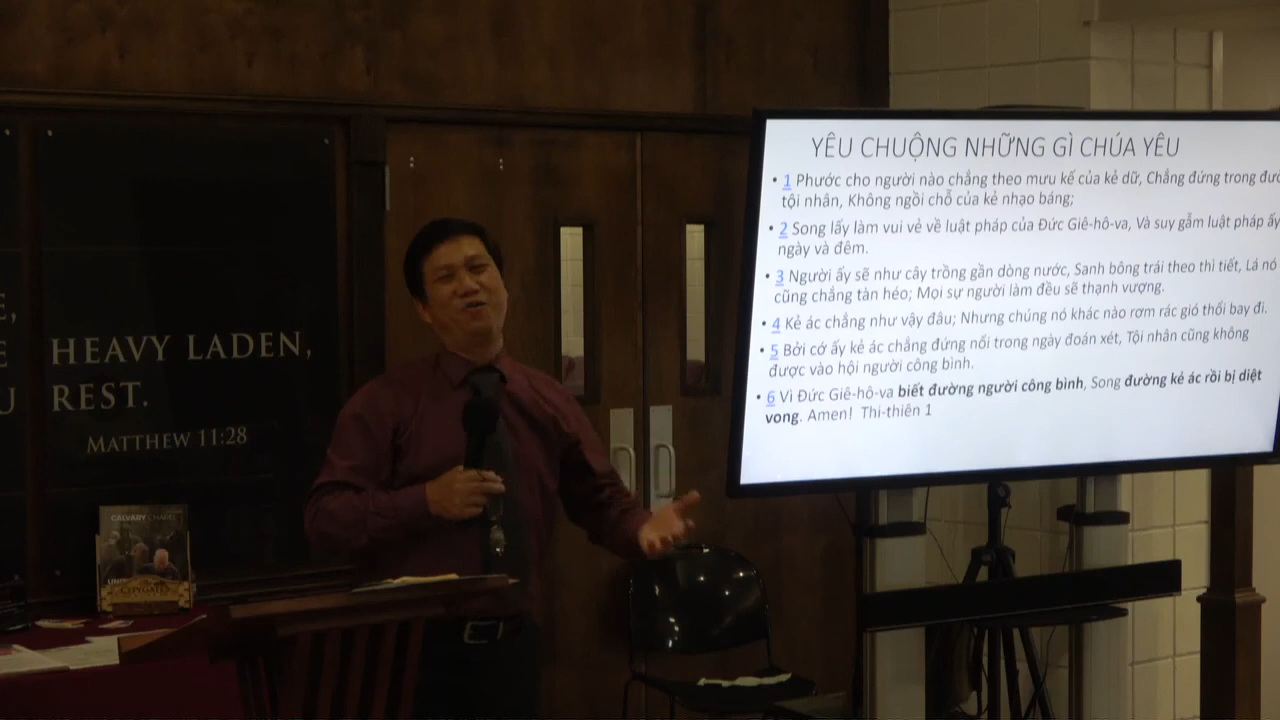 E,
E
U
HEAVY LADEN,
REST.
MATTHEW 11:28
CALVARY CHAPEL
CITYGATES
YÊU CHUỘNG NHỮNG GÌ CHÚA YÊU
• 1 Phước cho người nào chẳng theo mưu kế của kẻ dữ, Chẳng đứng trong đườ
tội nhân, Không ngồi chỗ của kẻ nhạo báng;
• 2 Song lấy làm vui vẻ về luật pháp của Đức Giê-hô-va, Và suy gẫm luật pháp ấy
ngày và đêm.
• 3 Người ấy sẽ như cây trồng gần dòng nước, Sanh bông trái theo thì tiết, Lá nó
cũng chẳng tàn héo; Mọi sự người làm đều sẽ thạnh vượng.
• 4 Kẻ ác chẳng như vậy đâu; Nhưng chúng nó khác nào rơm rác gió thổi bay đi.
• 5 Bởi cớ ấy kẻ ác chẳng đứng nổi trong ngày đoán xét, Tội nhân cũng không
được vào hội người công bình.
• 6 Vì Đức Giê-hô-va biết đường người công bình, Song đường kẻ ác rồi bị diệt
vong. Amen! Thi-thiên 1